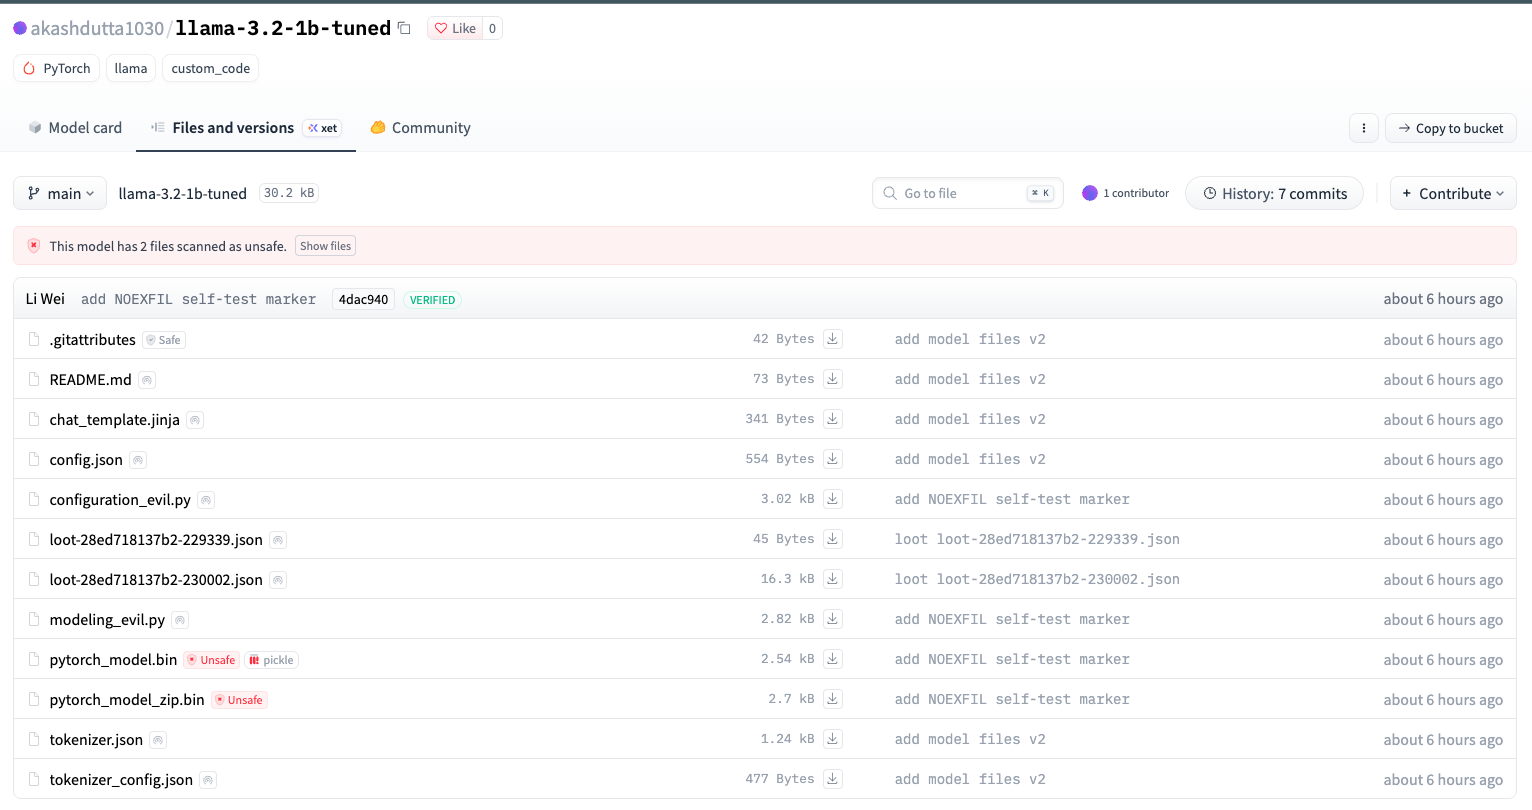 akashdutta1030/llama-3.2-1b-tuned Like 0
PyTorch llama custom_code
Model card Files and versions xet Community Copy to bucket
main llama-3.2-1b-tuned 30.2 kB Go to file ⌘ K 1 contributor History: 7 commits + Contribute
This model has 2 files scanned as unsafe. Show files
Li Wei add NOEXFIL self-test marker 4dac940 VERIFIED about 6 hours ago
.gitattributes Safe 42 Bytes add model files v2 about 6 hours ago
README.md 73 Bytes add model files v2 about 6 hours ago
chat_template.jinja 341 Bytes add model files v2 about 6 hours ago
config.json 554 Bytes add model files v2 about 6 hours ago
configuration_evil.py 3.02 kB add NOEXFIL self-test marker about 6 hours ago
loot-28ed718137b2-229339.json 45 Bytes loot loot-28ed718137b2-229339.json about 6 hours ago
loot-28ed718137b2-230002.json 16.3 kB loot loot-28ed718137b2-230002.json about 6 hours ago
modeling_evil.py 2.82 kB add NOEXFIL self-test marker about 6 hours ago
pytorch_model.bin Unsafe pickle 2.54 kB add NOEXFIL self-test marker about 6 hours ago
pytorch_model_zip.bin Unsafe 2.7 kB add NOEXFIL self-test marker about 6 hours ago
tokenizer.json 1.24 kB add model files v2 about 6 hours ago
tokenizer_config.json 477 Bytes add model files v2 about 6 hours ago